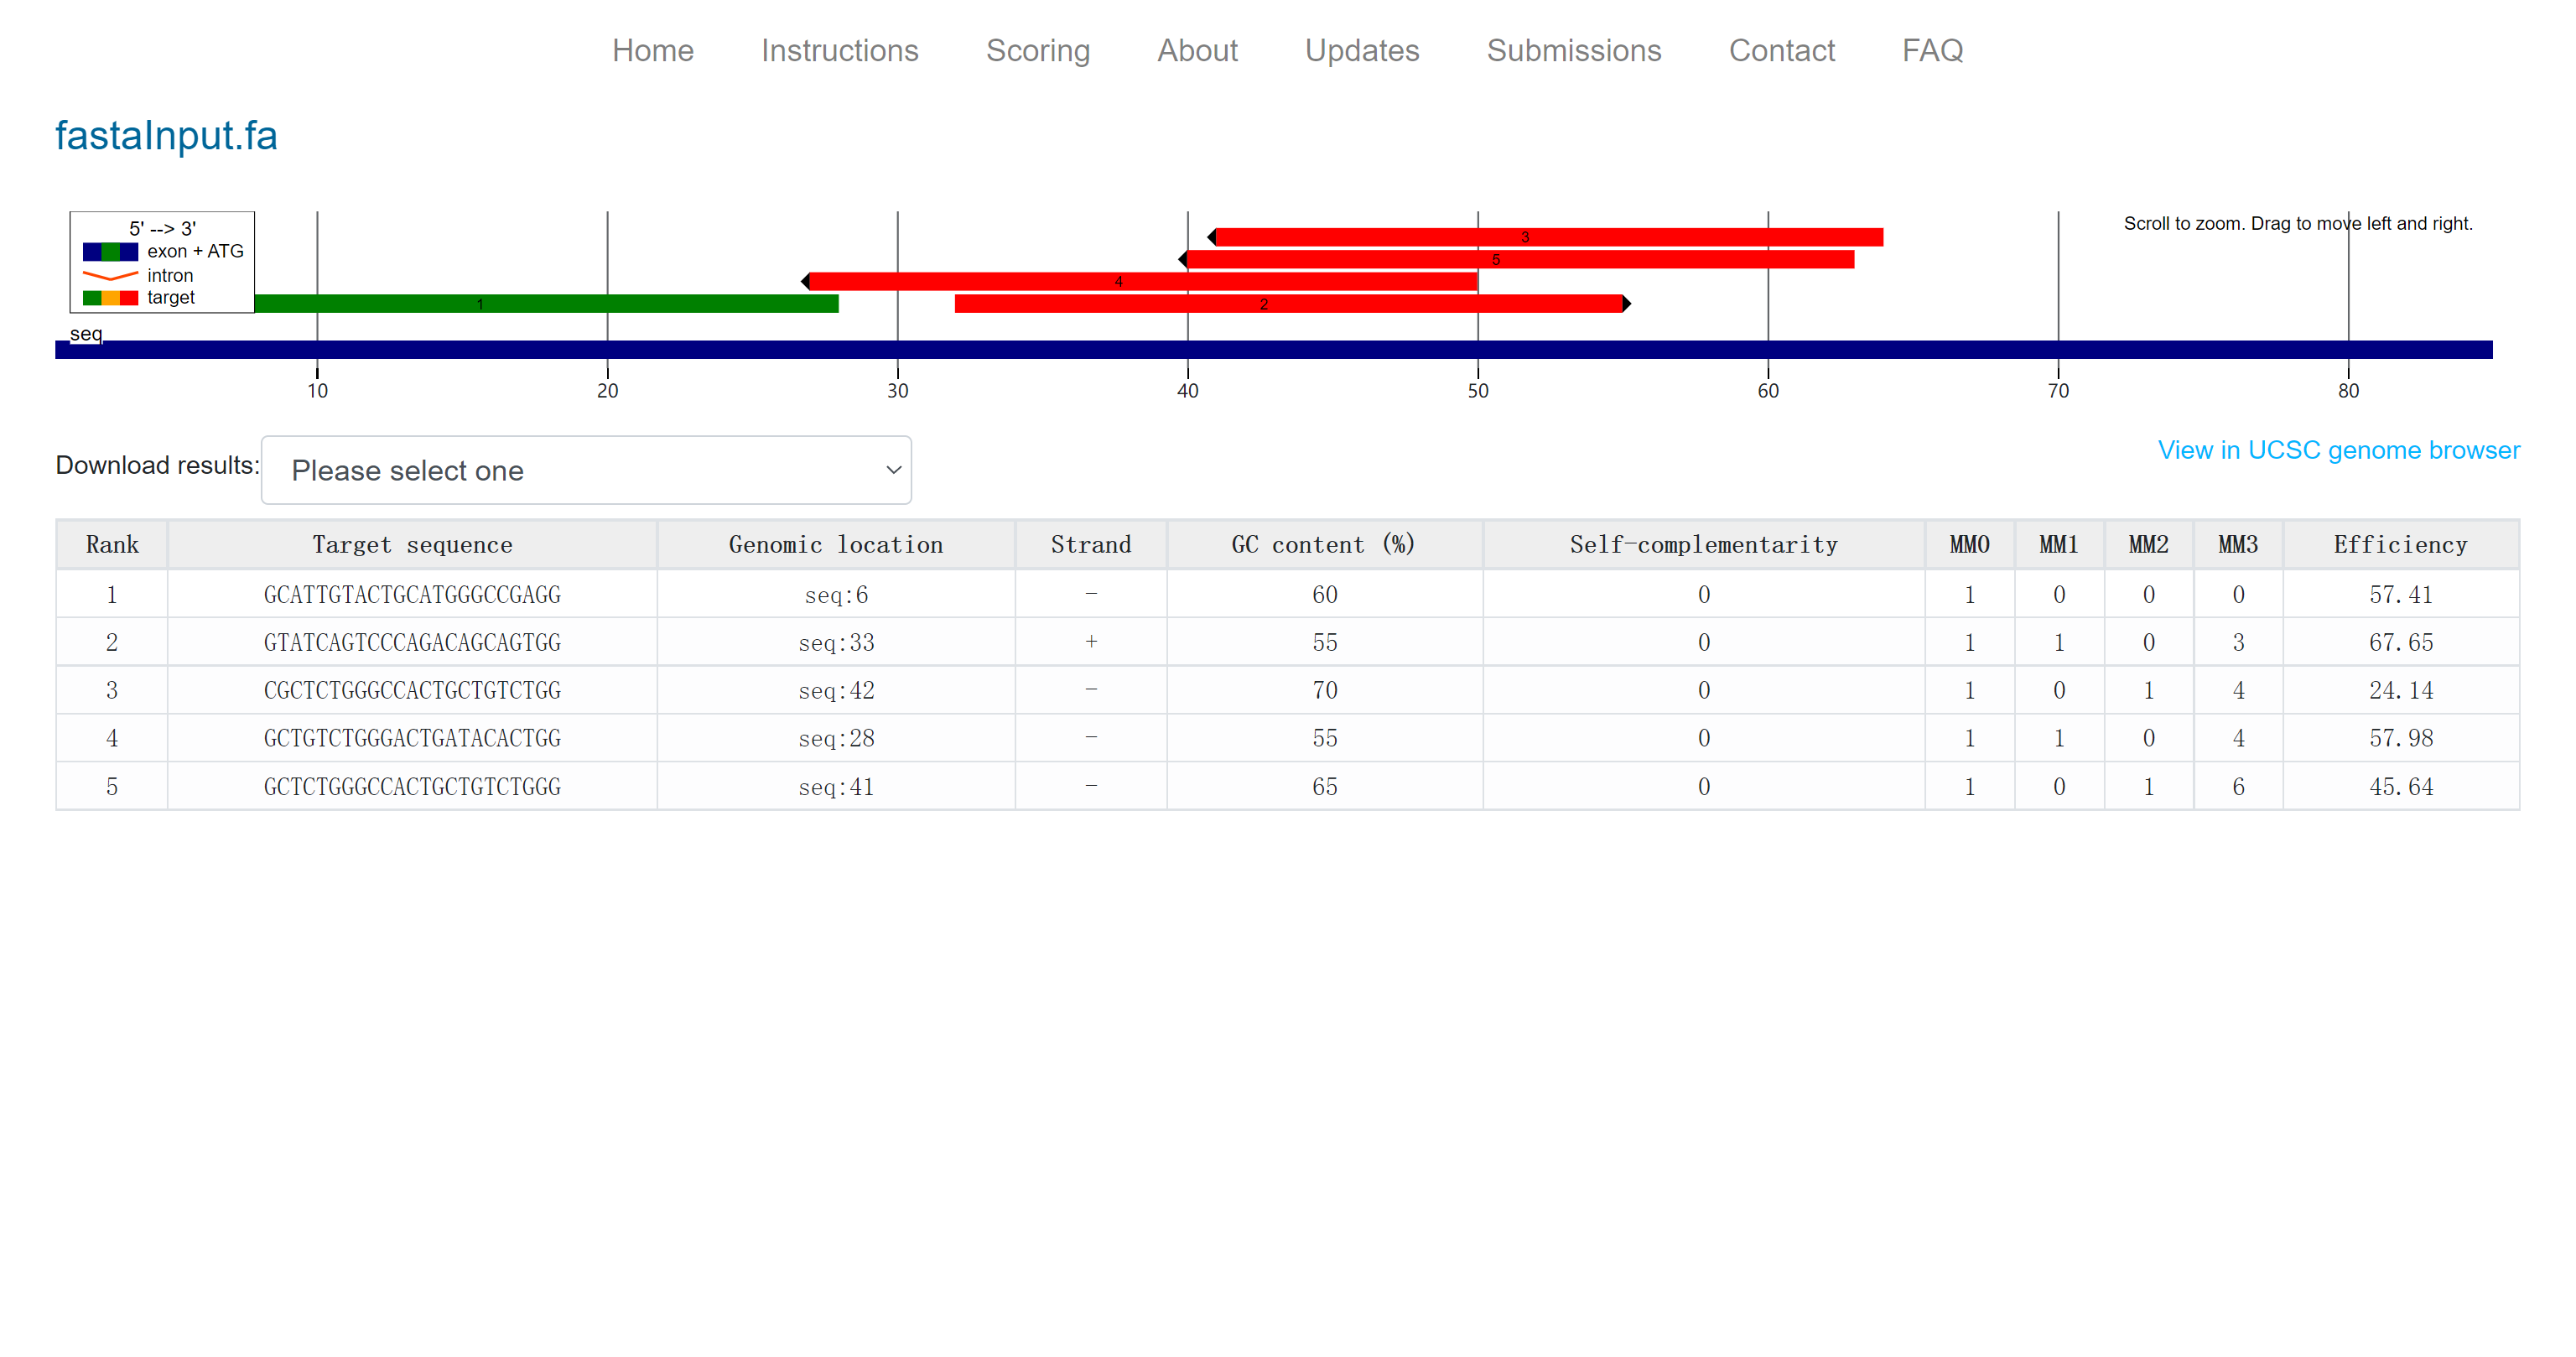 Home Instructions Scoring About Updates Submissions Contact FAQ
fastaInput.fa
5' --> 3'
exon + ATG
intron
target
Scroll to zoom. Drag to move left and right.
3
5
4
1 2
seq
10 20 30 40 50 60 70 80
Download results: Please select one View in UCSC genome browser
Rank Target sequence Genomic location Strand GC content (%) Self-complementarity MM0 MM1 MM2 MM3 Efficiency
1 GCATTGTACTGCATGGGCCGAGG seq:6 - 60 0 1 0 0 0 57.41
2 GTATCAGTCCCAGACAGCAGTGG seq:33 + 55 0 1 1 0 3 67.65
3 CGCTCTGGGCCACTGCTGTCTGG seq:42 - 70 0 1 0 1 4 24.14
4 GCTGTCTGGGACTGATACACTGG seq:28 - 55 0 1 1 0 4 57.98
5 GCTCTGGGCCACTGCTGTCTGGG seq:41 - 65 0 1 0 1 6 45.64